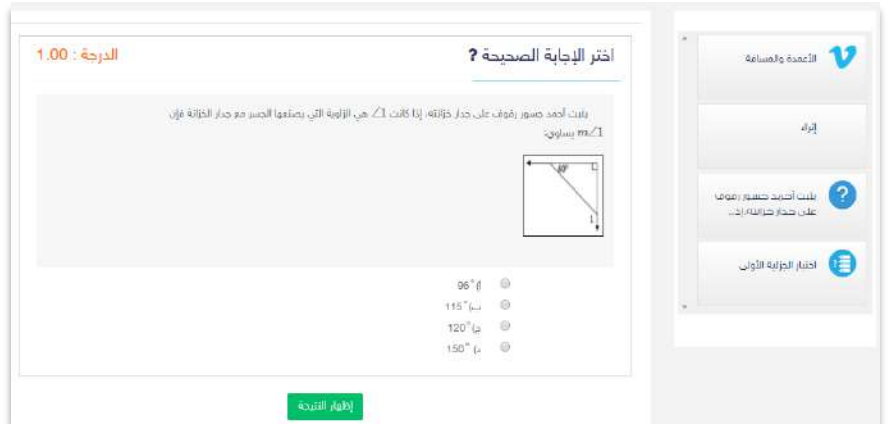 اختر الإجابة الصحيحة ?
الدرجة : 1.00
يثبت أحمد جسور رفوف على جدار خزانته، إذا كانت 1∠ هي الزاوية التي يصنعها الجسر مع جدار الخزانة فإن
m∠1 يساوي:
1
أ) 96°
ب) 115°
ج) 120°
د) 150°
إظهار النتيجة
الأعمدة والمسافة
إثراء
يثبت أحمد جسور رفوف
على جدار خزانته، إذ...
اختبار الجزئية الأولى